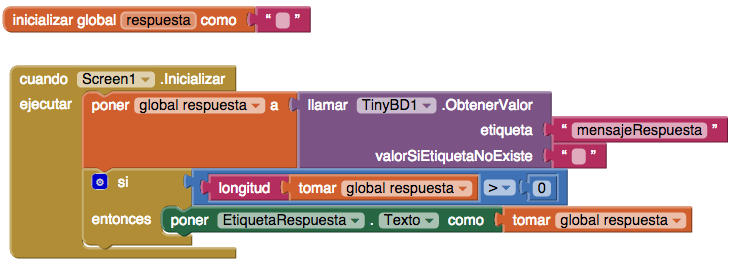 inicializar global respuesta como “ ”
cuando Screen1 .Inicializar
ejecutar poner global respuesta a llamar TinyBD1 .ObtenerValor
etiqueta “ mensajeRespuesta ”
valorSiEtiquetaNoExiste “ ”
si longitud tomar global respuesta > 0
entonces poner EtiquetaRespuesta . Texto como tomar global respuesta